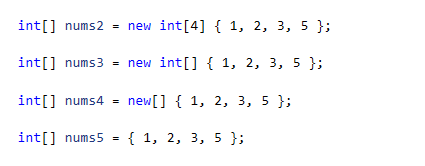 int[] nums2 = new int[4] { 1, 2, 3, 5 };
int[] nums3 = new int[] { 1, 2, 3, 5 };
int[] nums4 = new[] { 1, 2, 3, 5 };
int[] nums5 = { 1, 2, 3, 5 };